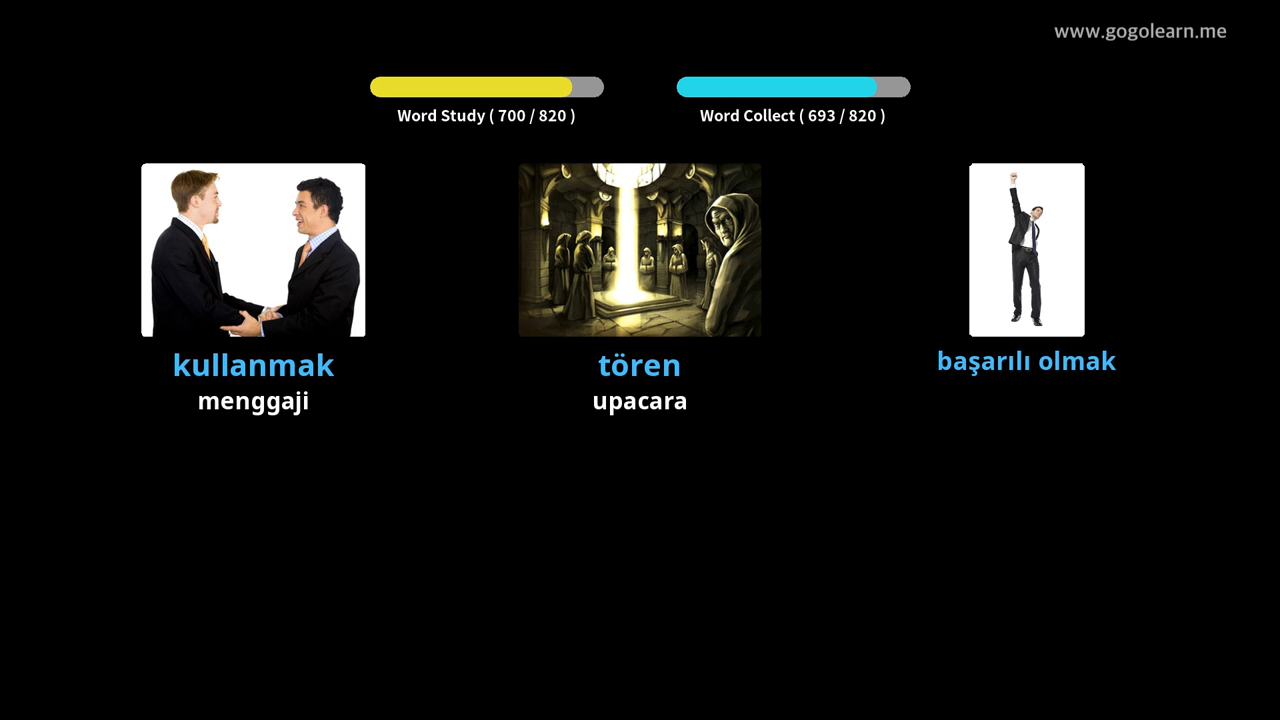 www.gogolearn.me
Word Study ( 700 / 820 )
Word Collect ( 693 / 820 )
kullanmak
menggaji
tören
upacara
başarılı olmak